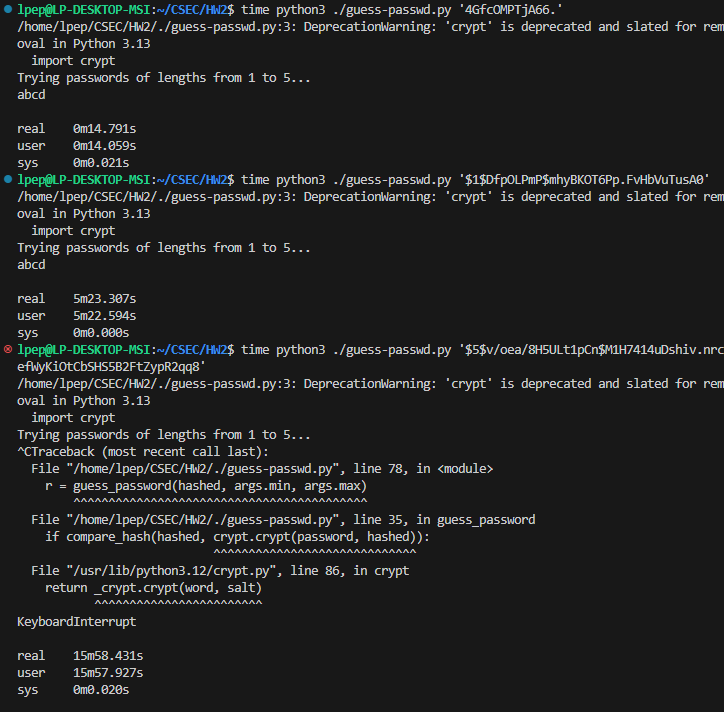 lpep@LP-DESKTOP-MSI:~/CSEC/HW2$ time python3 ./guess-passwd.py '4GfcOMPTjA66.'
/home/lpep/CSEC/HW2/./guess-passwd.py:3: DeprecationWarning: 'crypt' is deprecated and slated for rem
oval in Python 3.13
  import crypt
Trying passwords of lengths from 1 to 5...
abcd

real    0m14.791s
user    0m14.059s
sys     0m0.021s
lpep@LP-DESKTOP-MSI:~/CSEC/HW2$ time python3 ./guess-passwd.py '$1$DfpOLPmP$mhyBKOT6Pp.FvHbVuTusA0'
/home/lpep/CSEC/HW2/./guess-passwd.py:3: DeprecationWarning: 'crypt' is deprecated and slated for rem
oval in Python 3.13
  import crypt
Trying passwords of lengths from 1 to 5...
abcd

real    5m23.307s
user    5m22.594s
sys     0m0.000s
lpep@LP-DESKTOP-MSI:~/CSEC/HW2$ time python3 ./guess-passwd.py '$5$v/oea/8H5ULt1pCn$M1H7414uDshiv.nrc
efWyKiOtCbSHS5B2FtZypR2qq8'
/home/lpep/CSEC/HW2/./guess-passwd.py:3: DeprecationWarning: 'crypt' is deprecated and slated for rem
oval in Python 3.13
  import crypt
Trying passwords of lengths from 1 to 5...
^CTraceback (most recent call last):
  File "/home/lpep/CSEC/HW2/./guess-passwd.py", line 78, in <module>
    r = guess_password(hashed, args.min, args.max)
        ^^^^^^^^^^^^^^^^^^^^^^^^^^^^^^^^^^^^^^^^^^
  File "/home/lpep/CSEC/HW2/./guess-passwd.py", line 35, in guess_password
    if compare_hash(hashed, crypt.crypt(password, hashed)):
                            ^^^^^^^^^^^^^^^^^^^^^^^^^^^^^
  File "/usr/lib/python3.12/crypt.py", line 86, in crypt
    return _crypt.crypt(word, salt)
           ^^^^^^^^^^^^^^^^^^^^^^^^
KeyboardInterrupt

real    15m58.431s
user    15m57.927s
sys     0m0.020s